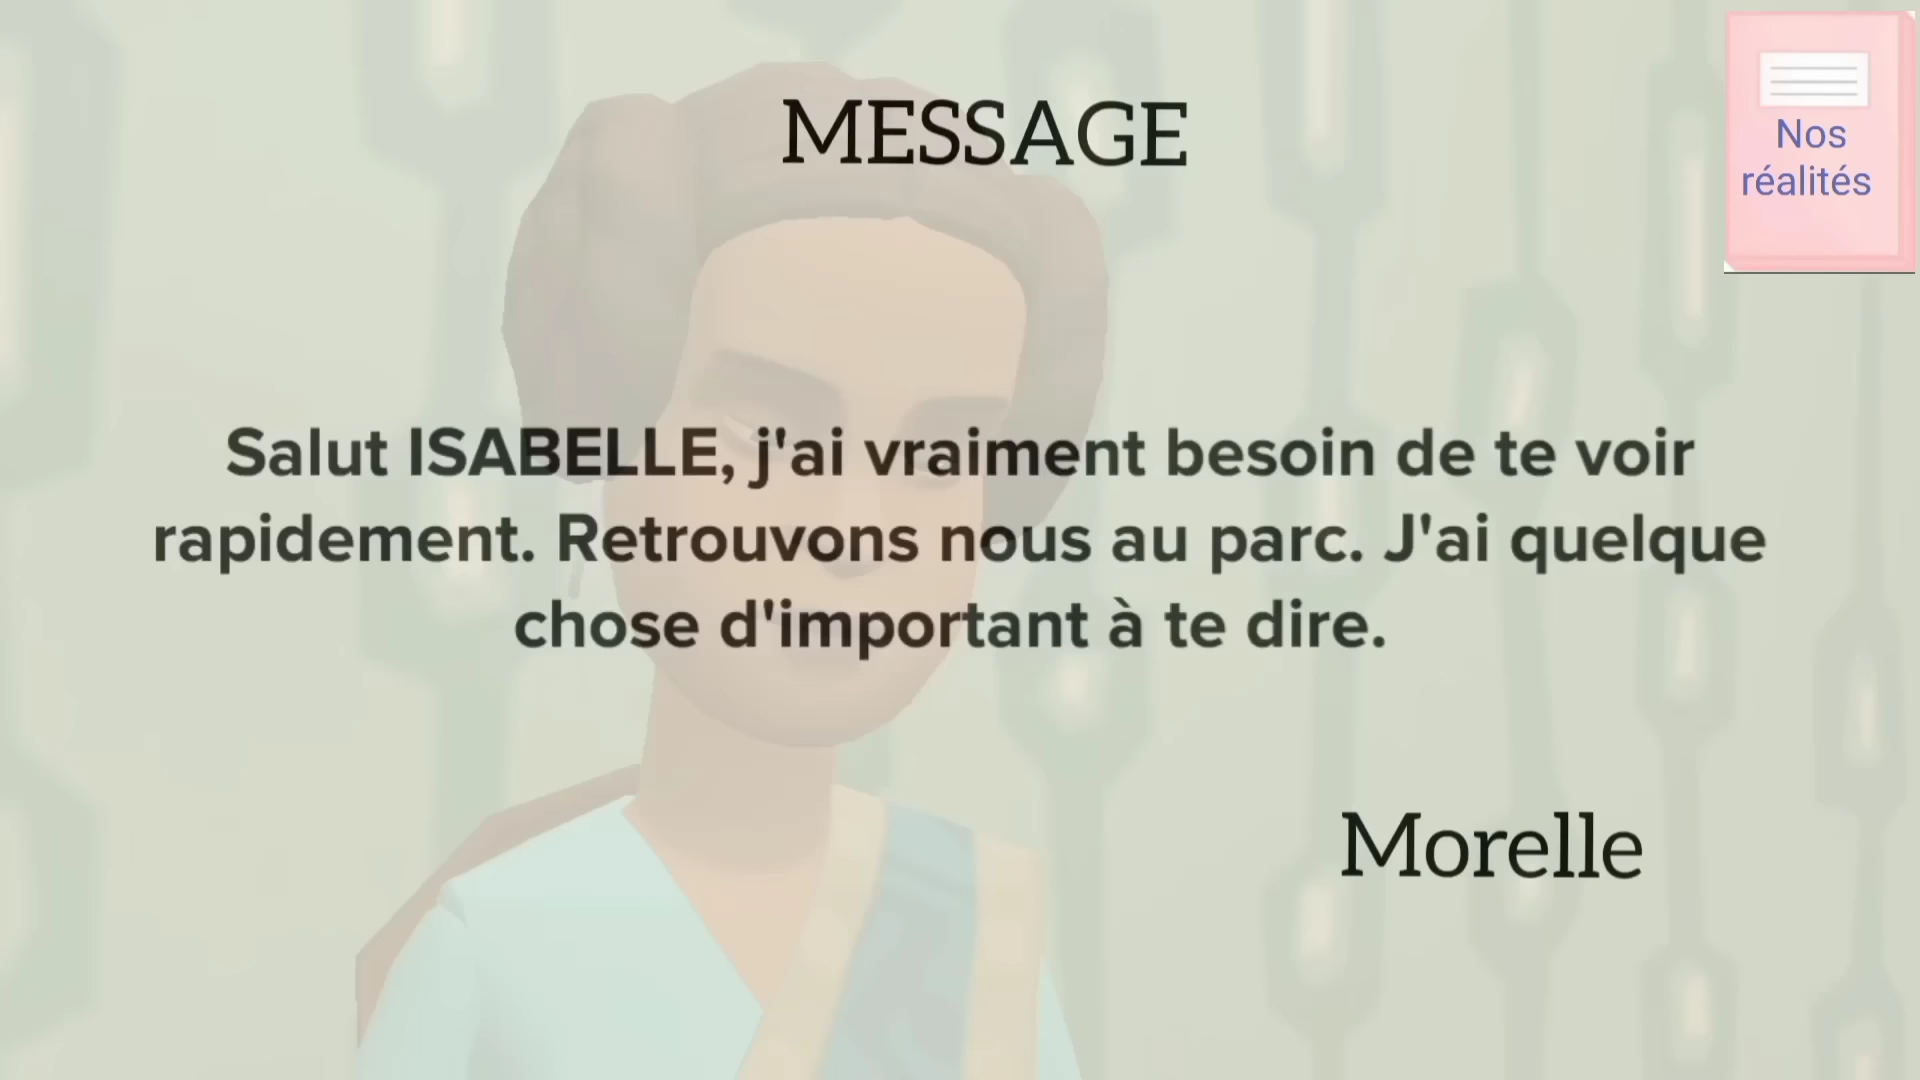 MESSAGE
Nos
réalités
Salut ISABELLE, j'ai vraiment besoin de te voir
rapidement. Retrouvons nous au parc. J'ai quelque
chose d'important à te dire.
Morelle